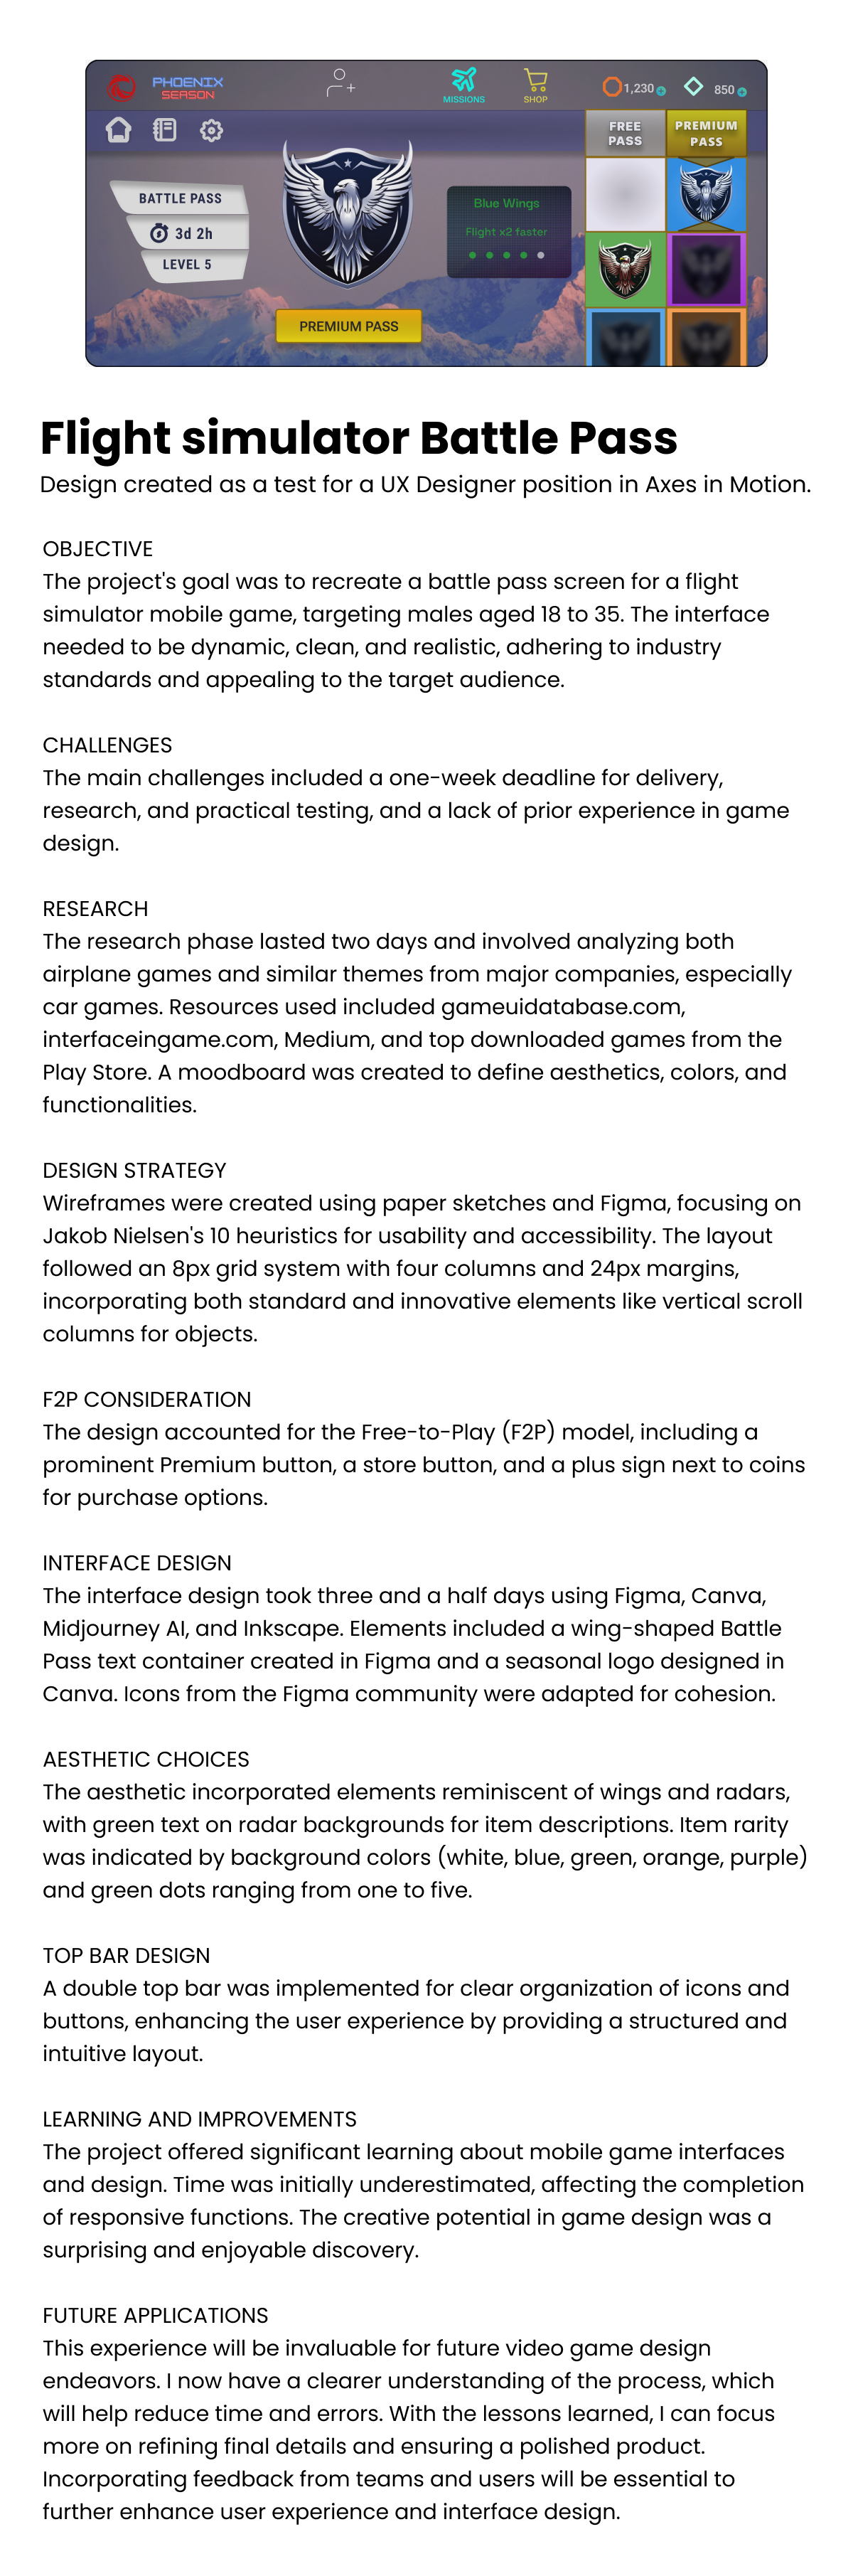 PHOENIX
SEASON
MISSIONS
SHOP
1,230
850
FREE
PASS
PREMIUM
PASS
BATTLE PASS
3d 2h
LEVEL 5
Blue Wings
Flight x2 faster
PREMIUM PASS
Flight simulator Battle Pass
Design created as a test for a UX Designer position in Axes in Motion.
OBJECTIVE
The project's goal was to recreate a battle pass screen for a flight
simulator mobile game, targeting males aged 18 to 35. The interface
needed to be dynamic, clean, and realistic, adhering to industry
standards and appealing to the target audience.
CHALLENGES
The main challenges included a one-week deadline for delivery,
research, and practical testing, and a lack of prior experience in game
design.
RESEARCH
The research phase lasted two days and involved analyzing both
airplane games and similar themes from major companies, especially
car games. Resources used included gameuidatabase.com,
interfaceingame.com, Medium, and top downloaded games from the
Play Store. A moodboard was created to define aesthetics, colors, and
functionalities.
DESIGN STRATEGY
Wireframes were created using paper sketches and Figma, focusing on
Jakob Nielsen's 10 heuristics for usability and accessibility. The layout
followed an 8px grid system with four columns and 24px margins,
incorporating both standard and innovative elements like vertical scroll
columns for objects.
F2P CONSIDERATION
The design accounted for the Free-to-Play (F2P) model, including a
prominent Premium button, a store button, and a plus sign next to coins
for purchase options.
INTERFACE DESIGN
The interface design took three and a half days using Figma, Canva,
Midjourney AI, and Inkscape. Elements included a wing-shaped Battle
Pass text container created in Figma and a seasonal logo designed in
Canva. Icons from the Figma community were adapted for cohesion.
AESTHETIC CHOICES
The aesthetic incorporated elements reminiscent of wings and radars,
with green text on radar backgrounds for item descriptions. Item rarity
was indicated by background colors (white, blue, green, orange, purple)
and green dots ranging from one to five.
TOP BAR DESIGN
A double top bar was implemented for clear organization of icons and
buttons, enhancing the user experience by providing a structured and
intuitive layout.
LEARNING AND IMPROVEMENTS
The project offered significant learning about mobile game interfaces
and design. Time was initially underestimated, affecting the completion
of responsive functions. The creative potential in game design was a
surprising and enjoyable discovery.
FUTURE APPLICATIONS
This experience will be invaluable for future video game design
endeavors. I now have a clearer understanding of the process, which
will help reduce time and errors. With the lessons learned, I can focus
more on refining final details and ensuring a polished product.
Incorporating feedback from teams and users will be essential to
further enhance user experience and interface design.